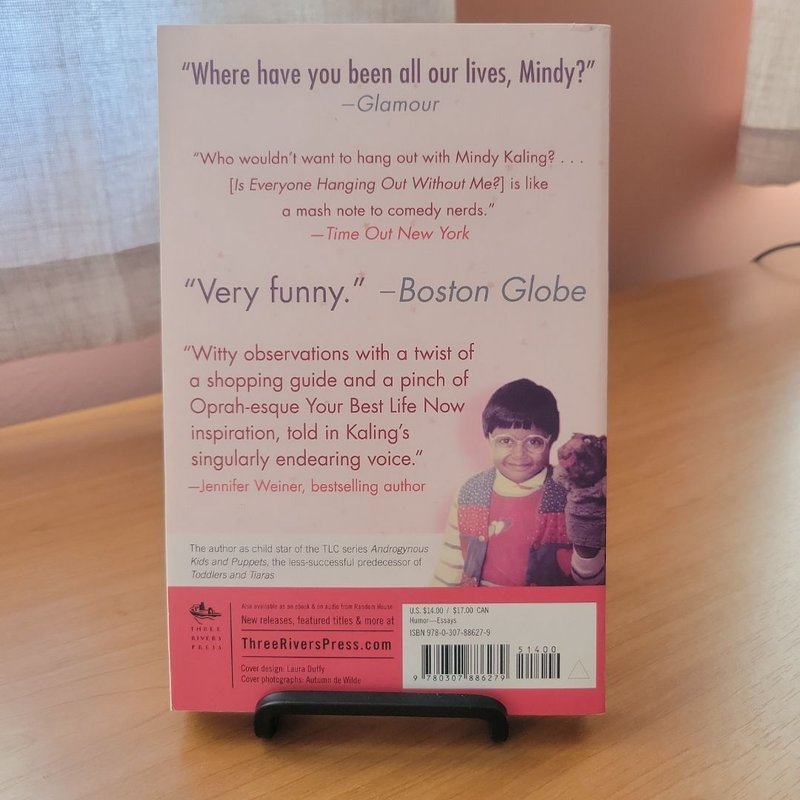 “Where have you been all our lives, Mindy?”
—Glamour
“Who wouldn’t want to hang out with Mindy Kaling? . . .
[Is Everyone Hanging Out Without Me?] is like
a mash note to comedy nerds.”
—Time Out New York
“Very funny.” —Boston Globe
“Witty observations with a twist of
a shopping guide and a pinch of
Oprah-esque Your Best Life Now
inspiration, told in Kaling’s
singularly endearing voice.”
—Jennifer Weiner, bestselling author
The author as child star of the TLC series Androgynous
Kids and Puppets, the less-successful predecessor of
Toddlers and Tiaras
THREE
RIVERS
PRESS
Also available as an ebook & on audio from Random House
New releases, featured titles & more at
ThreeRiversPress.com
Cover design: Laura Duffy
Cover photographs: Autumn de Wilde
U.S. $14.00 / $17.00 CAN
Humor—Essays
ISBN 978-0-307-88627-9
51400
9 780307 886279